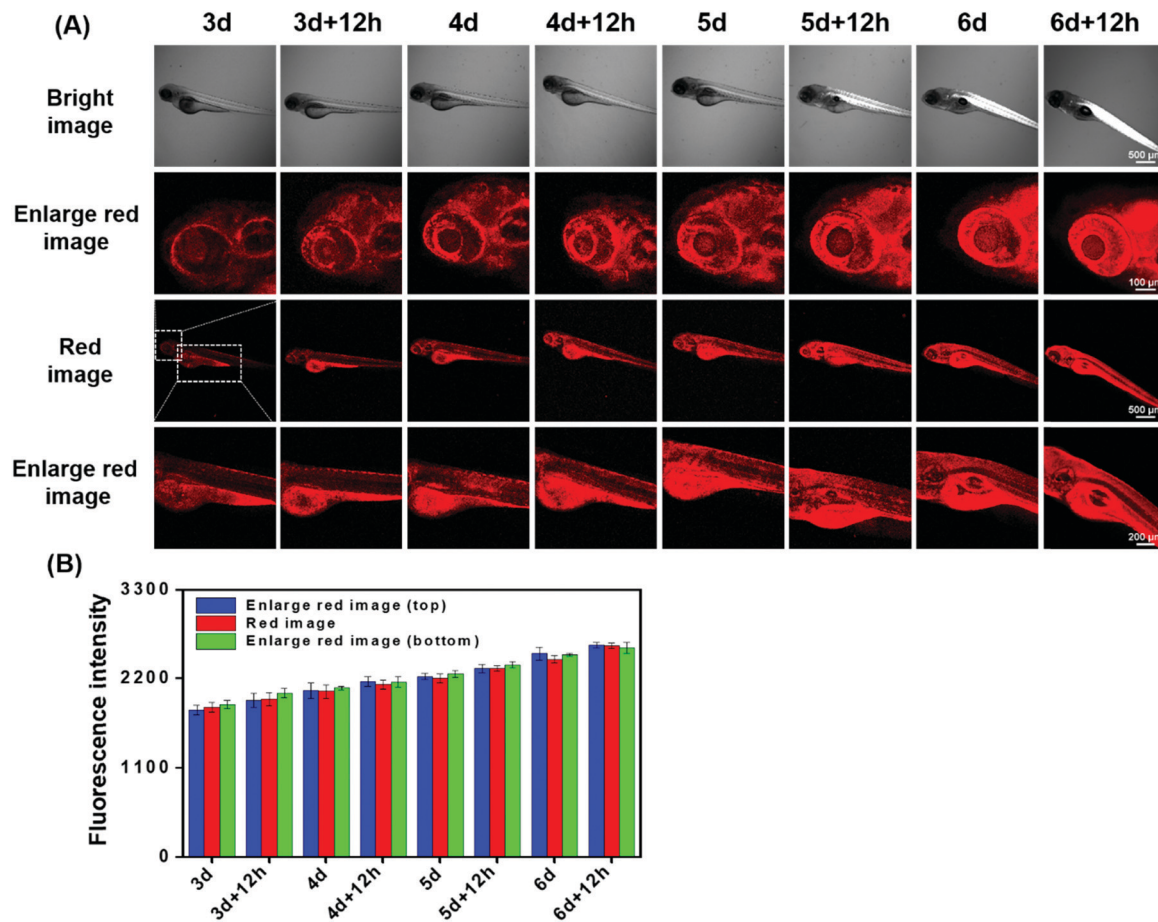 (A)
3d 3d+12h 4d 4d+12h 5d 5d+12h 6d 6d+12h
Bright
image
500 µm
Enlarge red
image
100 µm
Red
image
500 µm
Enlarge red
image
200 µm
(B)
Fluorescence intensity
3300
2200
1100
0
Enlarge red image (top)
Red image
Enlarge red image (bottom)
3d 3d+12h 4d 4d+12h 5d 5d+12h 6d 6d+12h